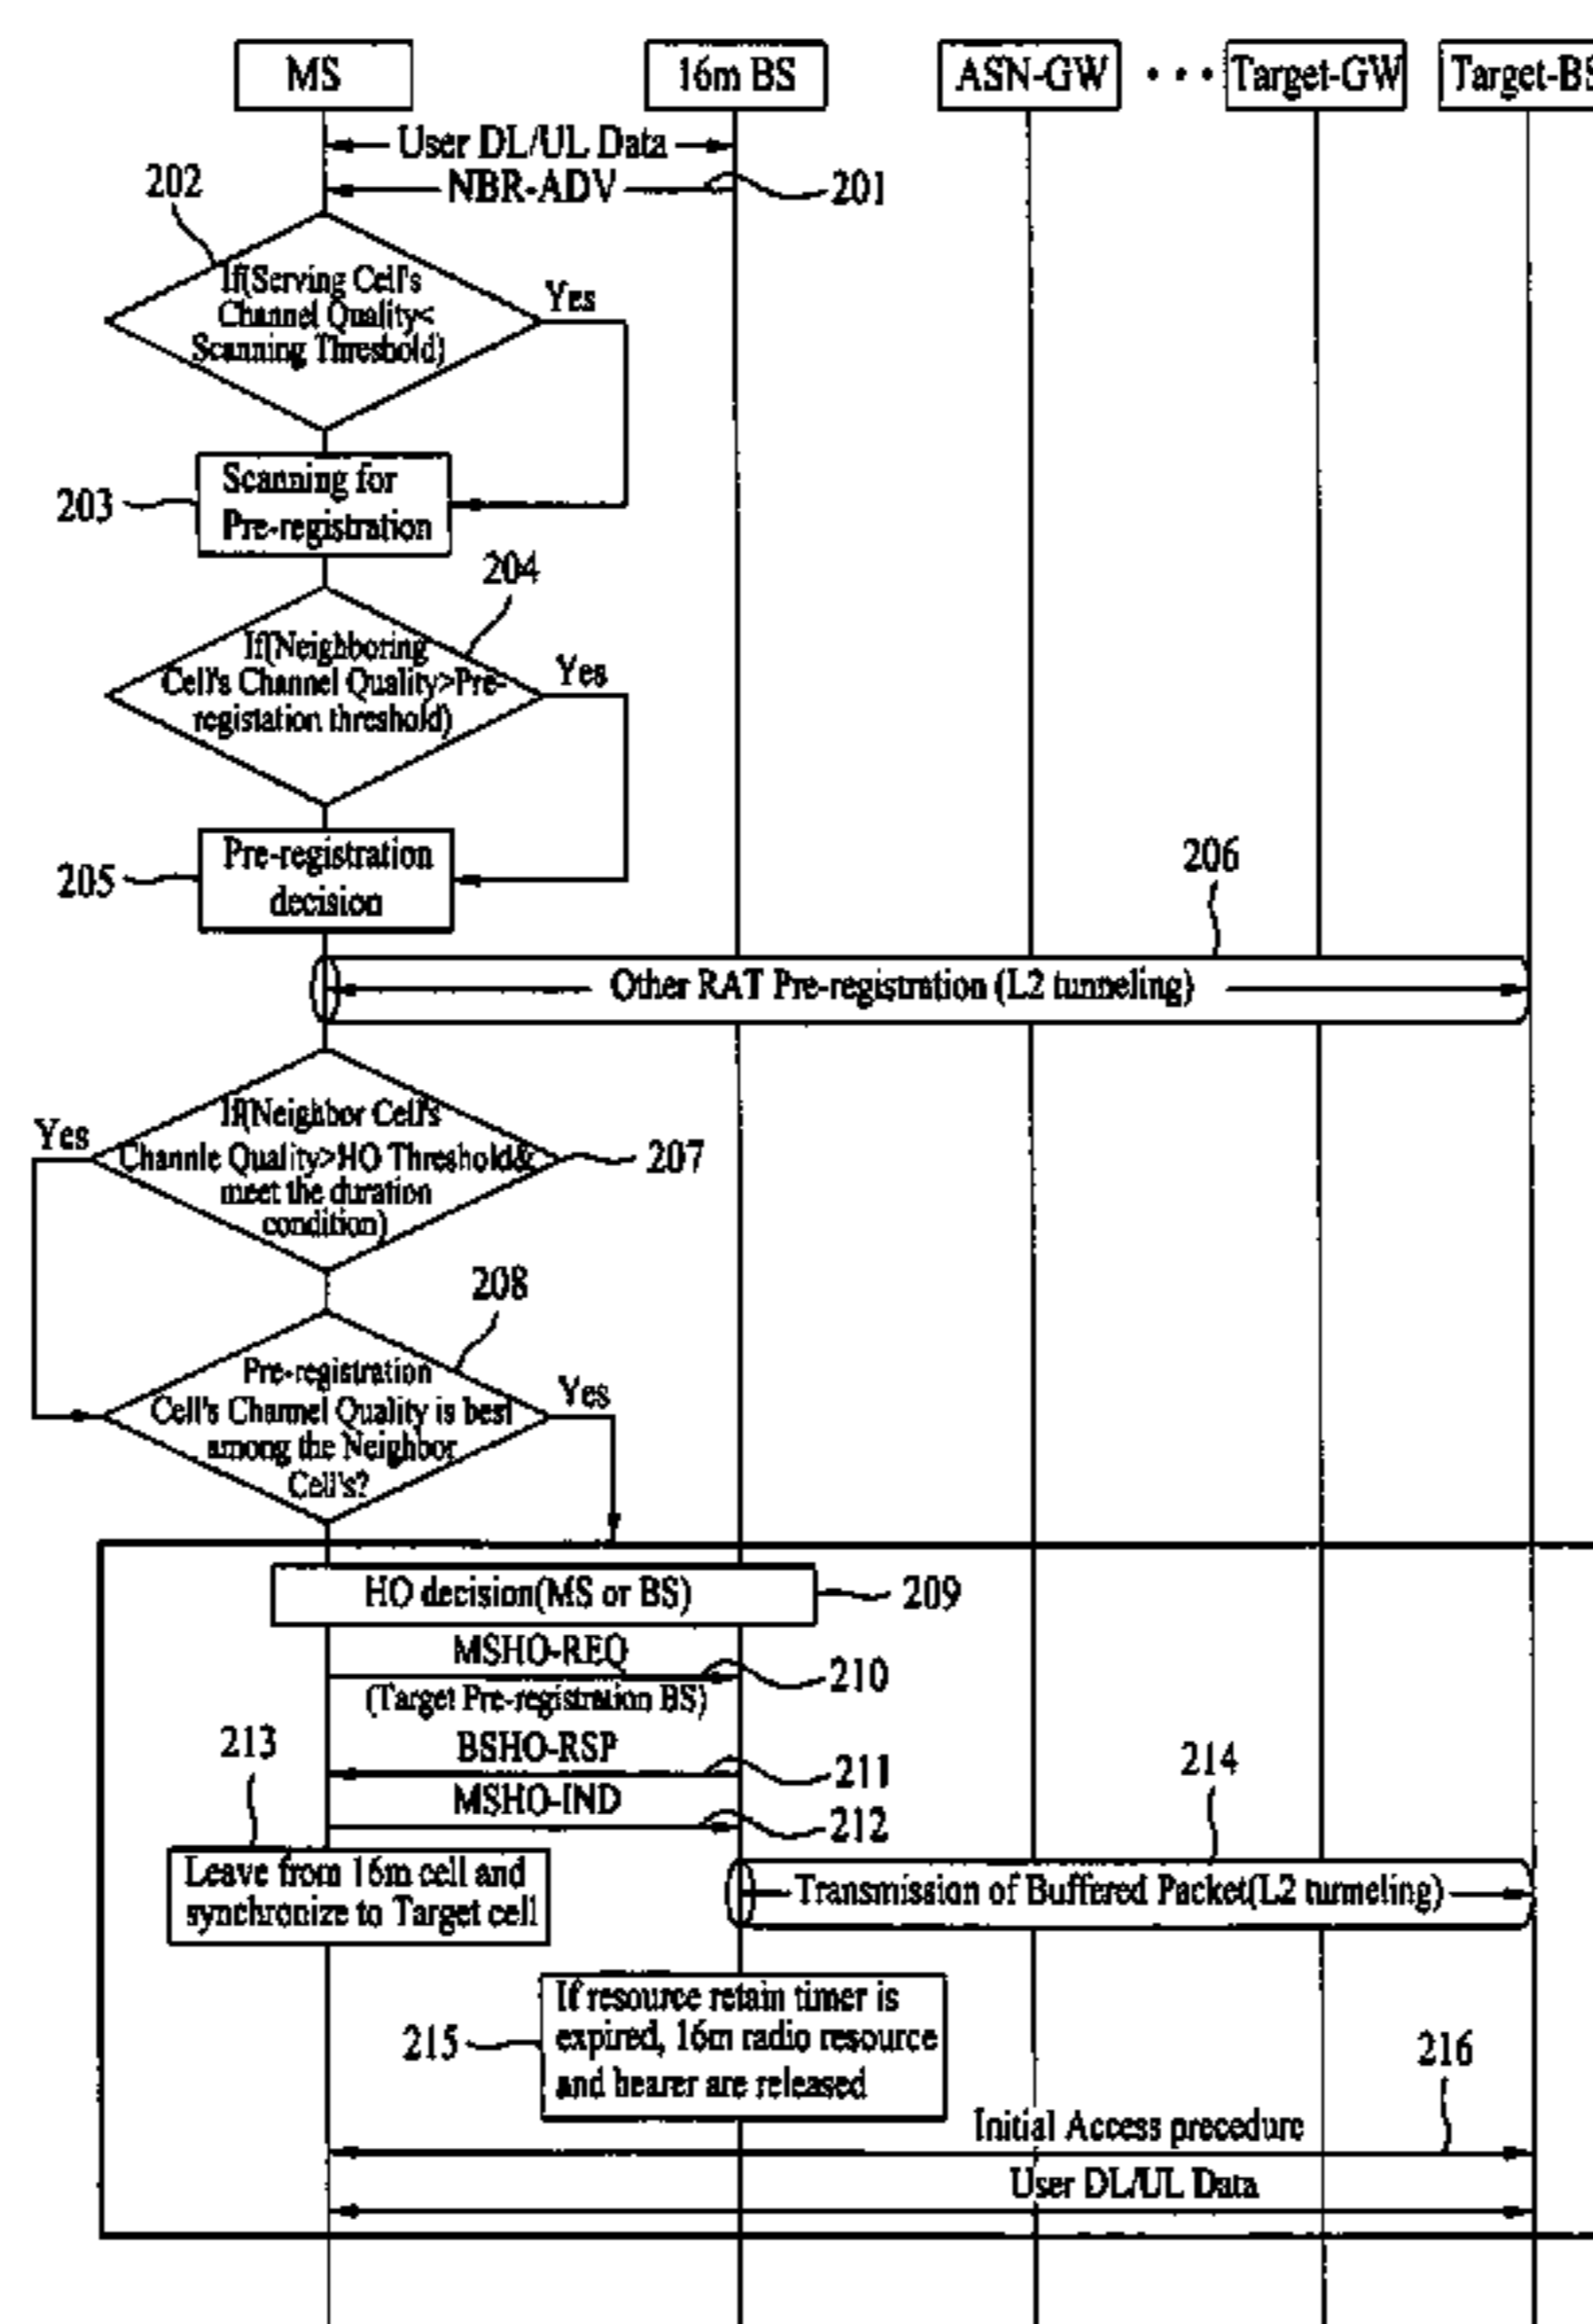 MS
16m BS
ASN-GW
• • •
Target-GW
Target-BS
User DL/UL Data
NBR-ADV
201
202
If(Serving Cell's
Channel Quality<
Scanning Threshold)
Yes
203
Scanning for
Pre-registration
204
If(Neighboring
Cell's Channel Quality>Pre-
registation threshold)
Yes
205
Pre-registration
decision
206
Other RAT Pre-registration (L2 tunneling)
If(Neighbor Cell's
Channle Quality>HO Threshold&
meet the duration
condition)
Yes
207
208
Pre-registration
Cell's Channel Quality is best
among the Neighbor
Cell's?
Yes
HO decision(MS or BS)
209
MSHO-REQ
210
(Target Pre-registration BS)
BSHO-RSP
211
MSHO-IND
212
213
Leave from 16m cell and
synchronize to Target cell
214
Transmission of Buffered Packet(L2 tunneling)
215
If resource retain timer is
expired, 16m radio resource
and bearer are released
216
Initial Access precedure
User DL/UL Data